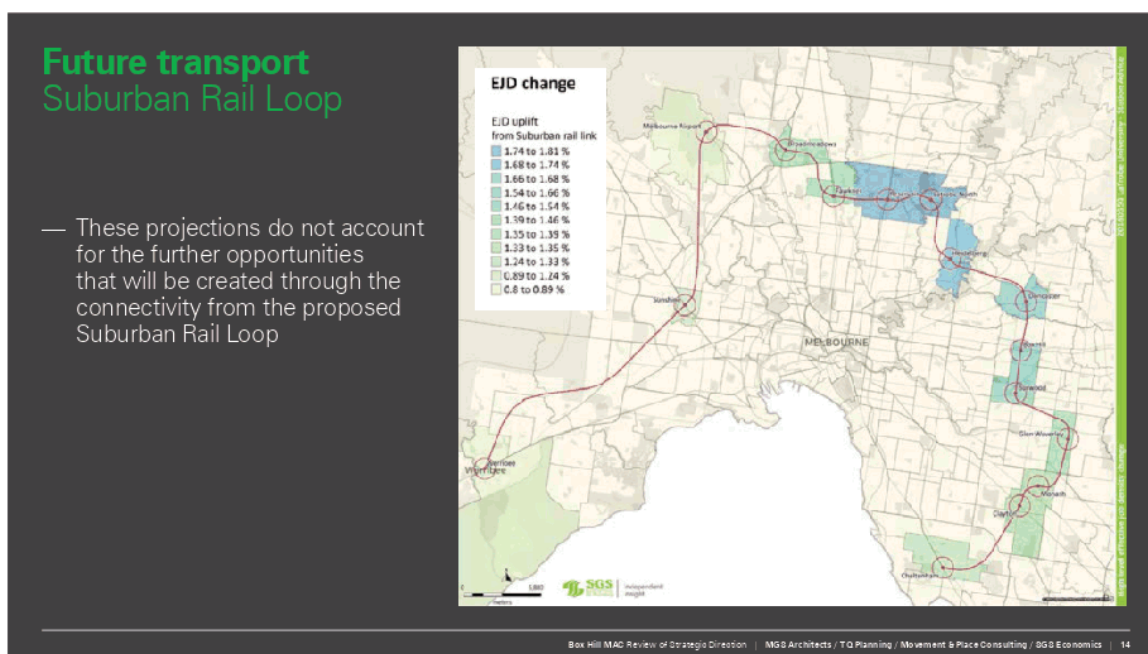 Future transport
Suburban Rail Loop
— These projections do not account
for the further opportunities
that will be created through the
connectivity from the proposed
Suburban Rail Loop
EJD change
EJD uplift
from Suburban rail link
1.74 to 1.81 %
1.68 to 1.74 %
1.66 to 1.68 %
1.54 to 1.66 %
1.46 to 1.54 %
1.39 to 1.46 %
1.35 to 1.39 %
1.33 to 1.35 %
1.24 to 1.33 %
0.89 to 1.24 %
0.8 to 0.89 %
Melbourne Airport
Broadmeadows
Fawkner
Reservoir
Heidelberg
Doncaster
Sunshine
MELBOURNE
Burwood
Glen Waverley
Monash
Clayton
Cheltenham
Werribee
Werribee
meters
SGS
independent
insight
Box Hill MAC Review of Strategic Direction | MGS Architects / TQ Planning / Movement & Place Consulting / SGS Economics | 14